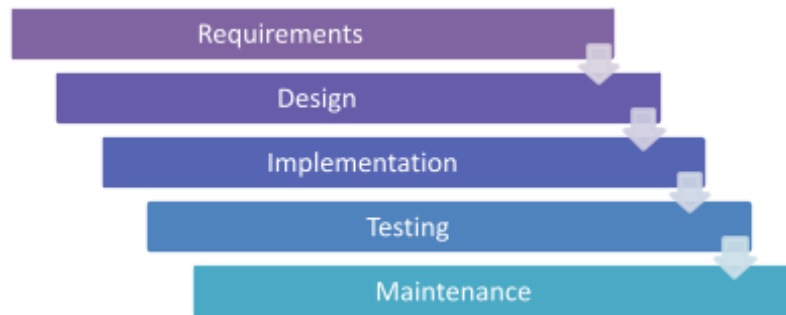 Requirements
Design
Implementation
Testing
Maintenance